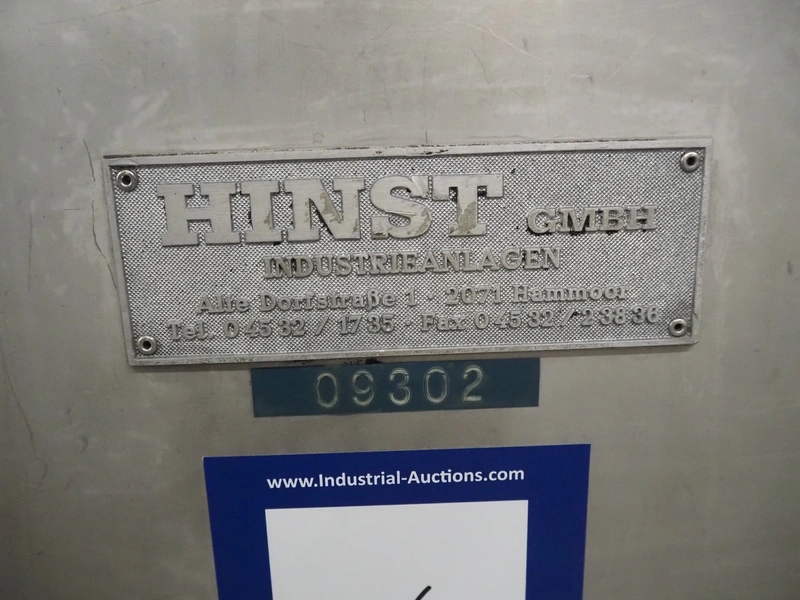 HINST GMBH
INDUSTRIEANLAGEN
Alte Dorfstraße 1 · 2071 Hammoor
Tel. 0 45 32 / 17 35 · Fax 0 45 32 / 2 38 36
09302
www.Industrial-Auctions.com